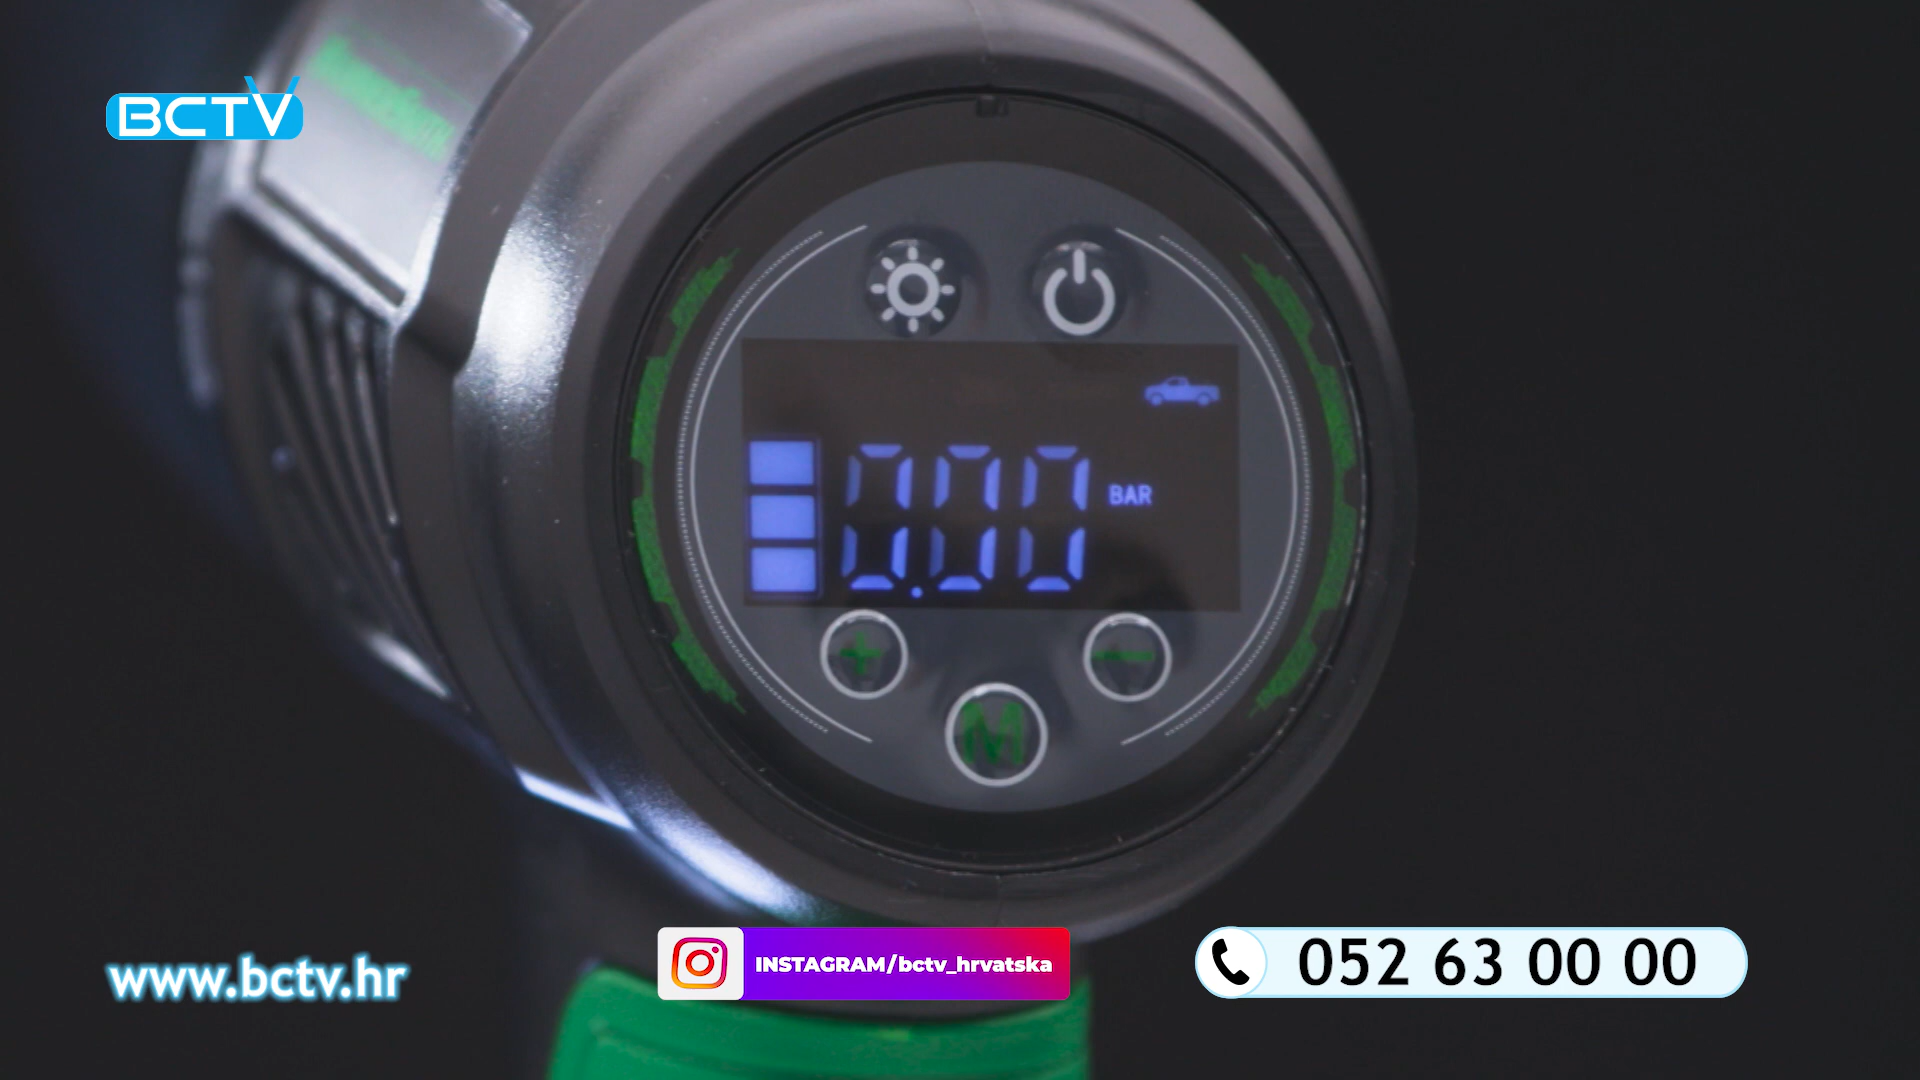 BCTV
0.00
BAR
+
-
M
www.bctv.hr
INSTAGRAM/bctv_hrvatska
052 63 00 00